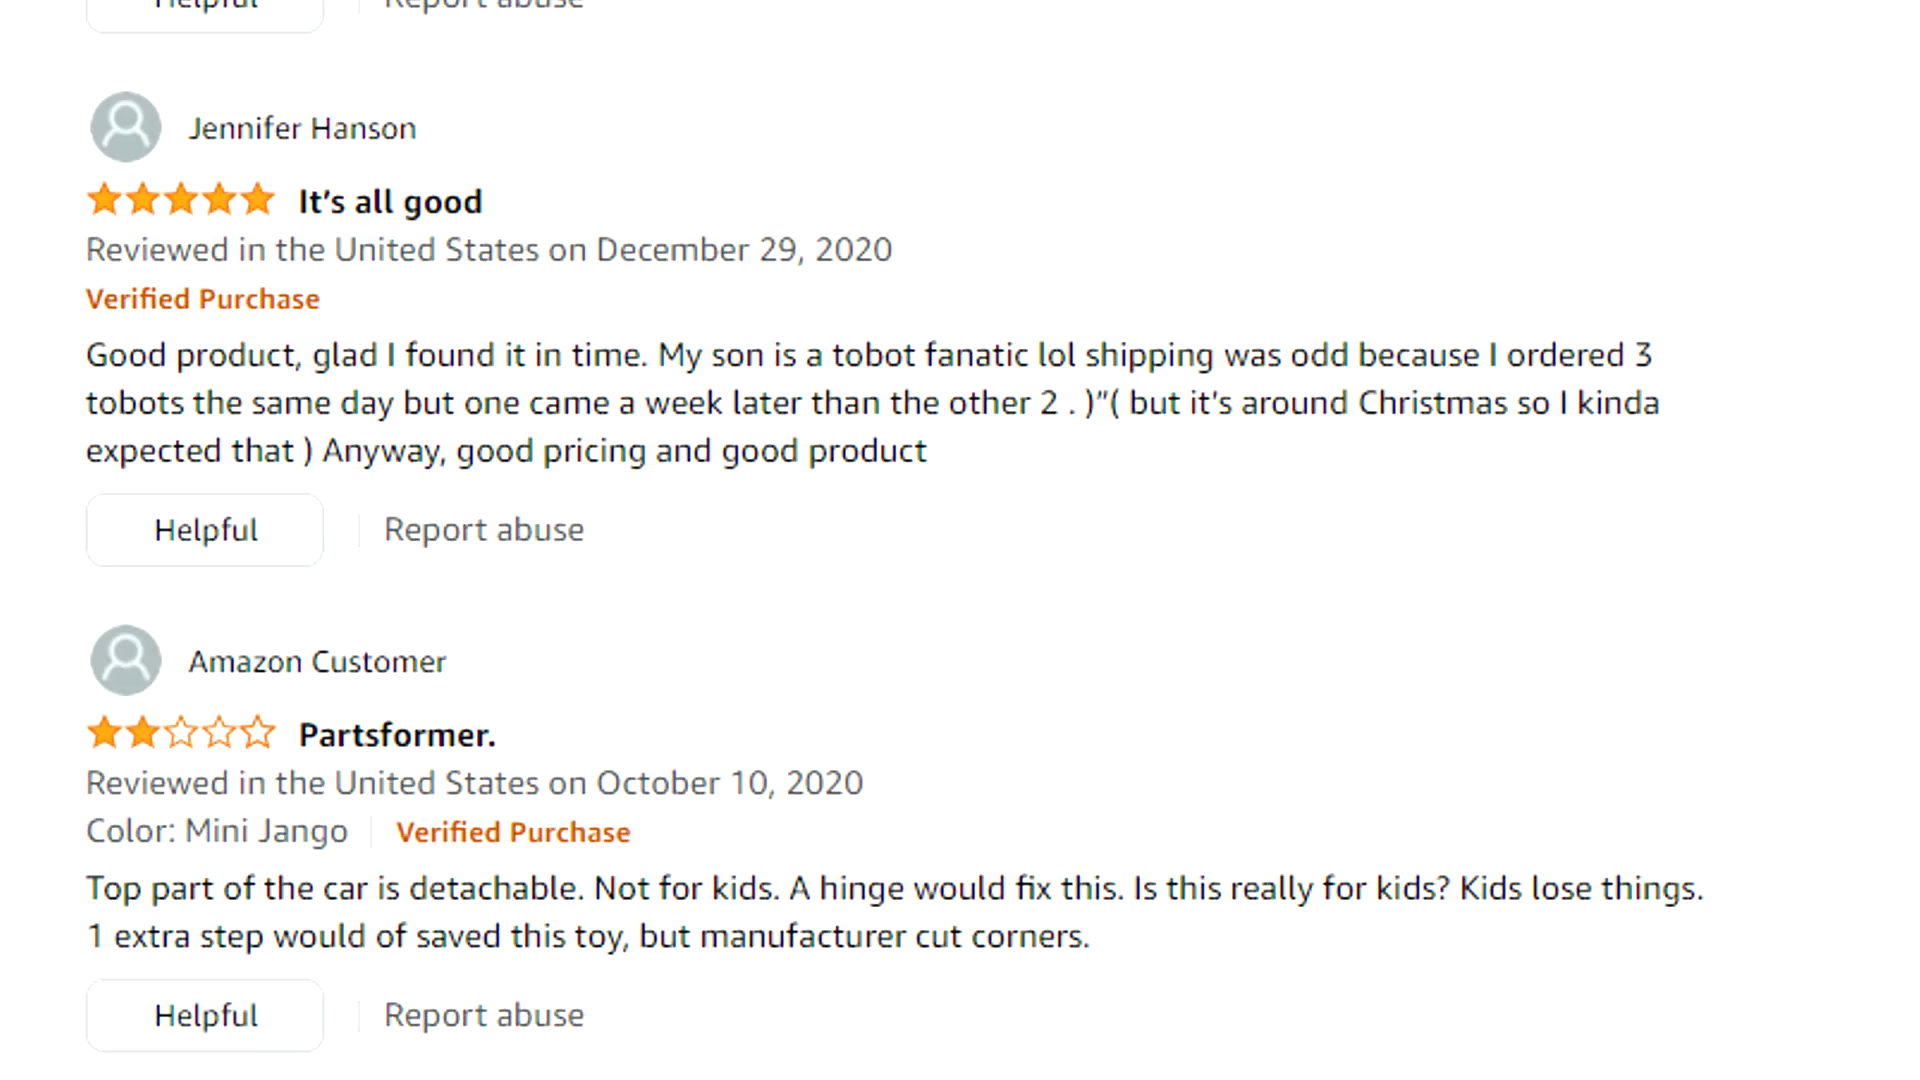 Helpful Report abuse
Jennifer Hanson
It’s all good
Reviewed in the United States on December 29, 2020
Verified Purchase
Good product, glad I found it in time. My son is a tobot fanatic lol shipping was odd because I ordered 3
tobots the same day but one came a week later than the other 2 . )”( but it’s around Christmas so I kinda
expected that ) Anyway, good pricing and good product
Helpful Report abuse
Amazon Customer
Partsformer.
Reviewed in the United States on October 10, 2020
Color: Mini Jango Verified Purchase
Top part of the car is detachable. Not for kids. A hinge would fix this. Is this really for kids? Kids lose things.
1 extra step would of saved this toy, but manufacturer cut corners.
Helpful Report abuse